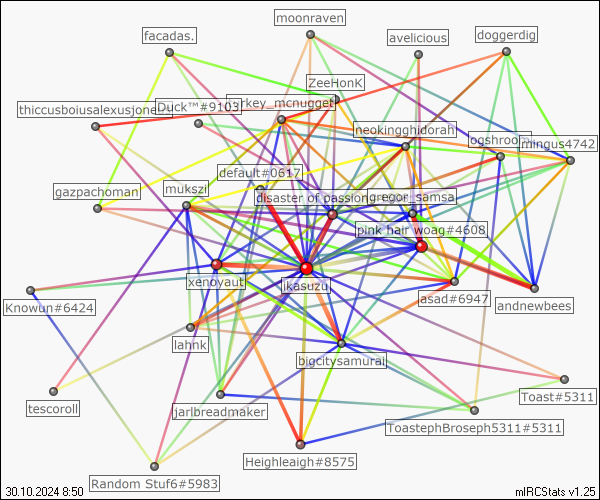 moonraven
facadas.
avelicious
doggerdig
ZeeHonK
thiccusboiusalexusjone
Duck™#9103
rkey_mcnugget
neokingghidorah
ogshroom
mingus4742
default#0617
gazpachoman
mukszi
disaster of passion
gregor_samsa
pink hair woag#4608
xenoyaut
ikasuzu
asad#6947
andnewbees
Knowun#6424
lahnk
bigcitysamurai
tescoroll
jarlbreadmaker
Toast#5311
ToastephBroseph5311#5311
Heighleaigh#8575
Random Stuf6#5983
30.10.2024 8:50
mIRCStats v1.25